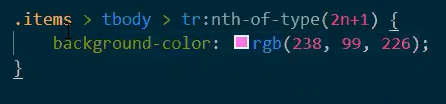 .items > tbody > tr:nth-of-type(2n+1) {
background-color: rgb(238, 99, 226);
}